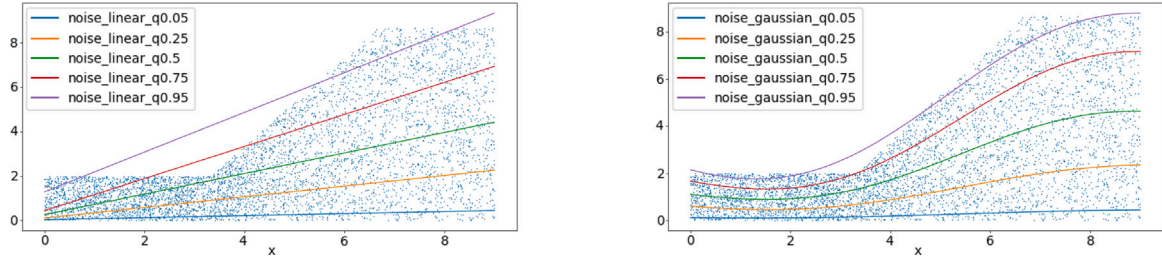 noise_linear_q0.05
noise_linear_q0.25
noise_linear_q0.5
noise_linear_q0.75
noise_linear_q0.95
8
6
4
2
0
0 2 4 6 8
x
noise_gaussian_q0.05
noise_gaussian_q0.25
noise_gaussian_q0.5
noise_gaussian_q0.75
noise_gaussian_q0.95
8
6
4
2
0
0 2 4 6 8
x